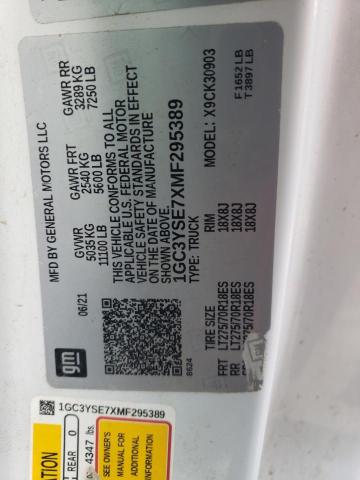 MFD BY GENERAL MOTORS LLC
06/21
GVWR
5035 KG
11100 LB
GAWR FRT
2540 KG
5600 LB
GAWR RR
3289 KG
7250 LB
THIS VEHICLE CONFORMS TO ALL
APPLICABLE U.S. FEDERAL MOTOR
VEHICLE SAFETY STANDARDS IN EFFECT
ON THE DATE OF MANUFACTURE
SHOWN ABOVE.
1GC3YSE7XMF295389
TYPE: TRUCK
X9CK30903
F1652 LB
T3897 LB
gm
8624
TIRE SIZE
RIM
FRT LT275/70R18ES 18X8J
RR LT275/70R18ES 18X8J
LT275/70R18ES 18X8J
1GC3YSE7XMF295389
REAR 0
4347 lbs.
SEE OWNER'S
MANUAL FOR
ADDITIONAL